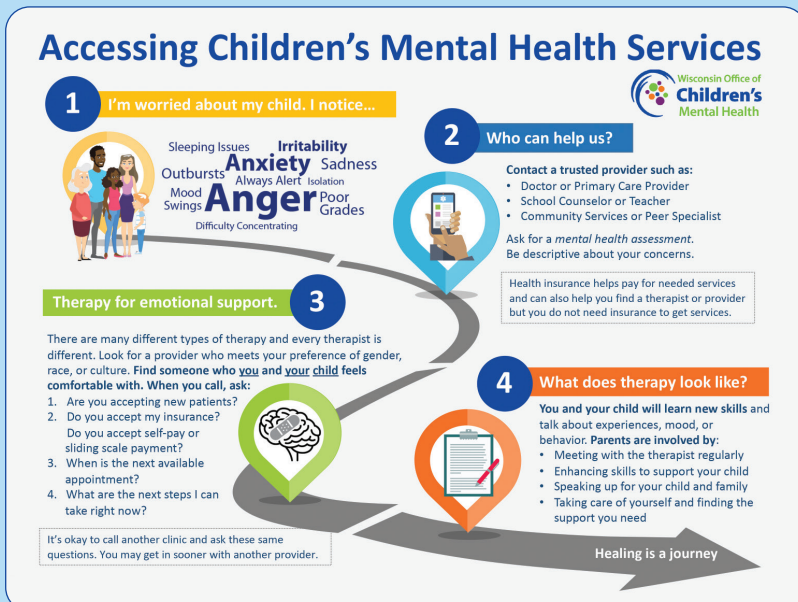 Accessing Children's Mental Health Services
Wisconsin Office of
Children's
Mental Health
1 I'm worried about my child. I notice...
Sleeping Issues Irritability
Outbursts Anxiety Sadness
Always Alert Isolation
Mood
Swings Anger Poor
Grades
Difficulty Concentrating
2 Who can help us?
Contact a trusted provider such as:
• Doctor or Primary Care Provider
• School Counselor or Teacher
• Community Services or Peer Specialist
Ask for a mental health assessment.
Be descriptive about your concerns.
Health insurance helps pay for needed services
and can also help you find a therapist or provider
but you do not need insurance to get services.
Therapy for emotional support. 3
There are many different types of therapy and every therapist is
different. Look for a provider who meets your preference of gender,
race, or culture. Find someone who you and your child feels
comfortable with. When you call, ask:
1. Are you accepting new patients?
2. Do you accept my insurance?
Do you accept self-pay or
sliding scale payment?
3. When is the next available
appointment?
4. What are the next steps I can
take right now?
It's okay to call another clinic and ask these same
questions. You may get in sooner with another provider.
4 What does therapy look like?
You and your child will learn new skills and
talk about experiences, mood, or
behavior. Parents are involved by:
• Meeting with the therapist regularly
• Enhancing skills to support your child
• Speaking up for your child and family
• Taking care of yourself and finding the
support you need
Healing is a journey